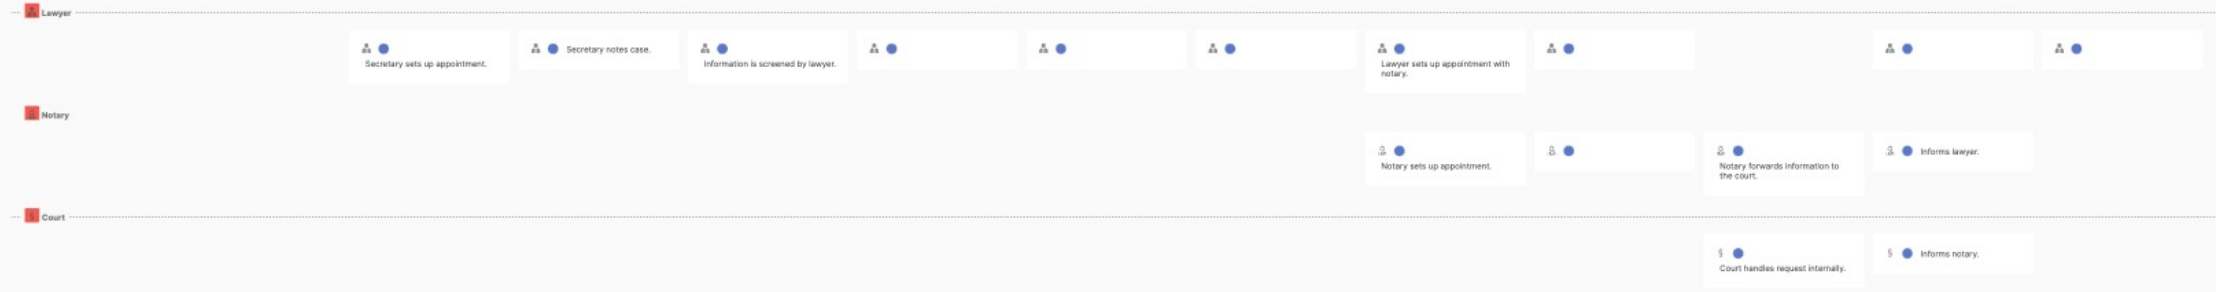 Lawyer
Secretary sets up appointment.
Secretary notes case.
Information is screened by lawyer.
Lawyer sets up appointment with
notary.
Notary
Notary sets up appointment.
Notary forwards information to
the court.
Informs lawyer.
Court
Court handles request internally.
Informs notary.